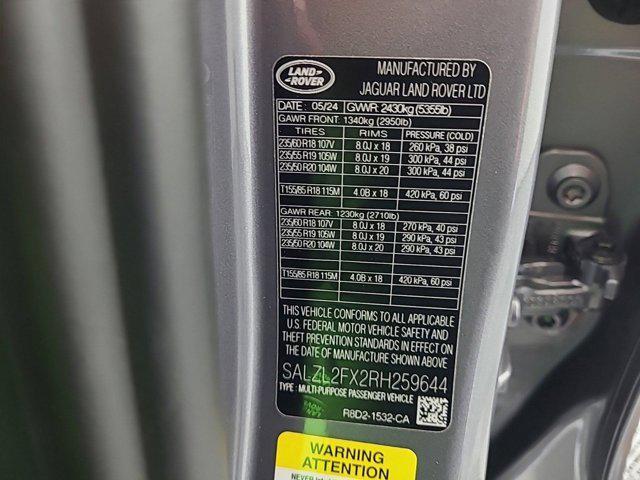 LAND
ROVER
MANUFACTURED BY
JAGUAR LAND ROVER LTD
DATE: 05/24 GVWR: 2430kg (5355lb)
GAWR FRONT: 1340kg (2950lb)
TIRES RIMS PRESSURE (COLD)
235/60 R18 107V 8.0J x 18 260 kPa, 38 psi
235/55 R19 105W 8.0J x 19 300 kPa, 44 psi
235/50 R20 104W 8.0J x 20 300 kPa, 44 psi
T155/85 R18 115M 4.0B x 18 420 kPa, 60 psi
GAWR REAR: 1230kg (2710lb)
235/60 R18 107V 8.0J x 18 270 kPa, 40 psi
235/55 R19 105W 8.0J x 19 290 kPa, 43 psi
235/50 R20 104W 8.0J x 20 290 kPa, 43 psi
T155/85 R18 115M 4.0B x 18 420 kPa, 60 psi
THIS VEHICLE CONFORMS TO ALL APPLICABLE
U.S. FEDERAL MOTOR VEHICLE SAFETY AND
THEFT PREVENTION STANDARDS IN EFFECT ON
THE DATE OF MANUFACTURE SHOWN ABOVE
SALZL2FX2RH259644
TYPE: MULTI-PURPOSE PASSENGER VEHICLE
R8D2-1532-CA
WARNING
ATTENTION
NEVER